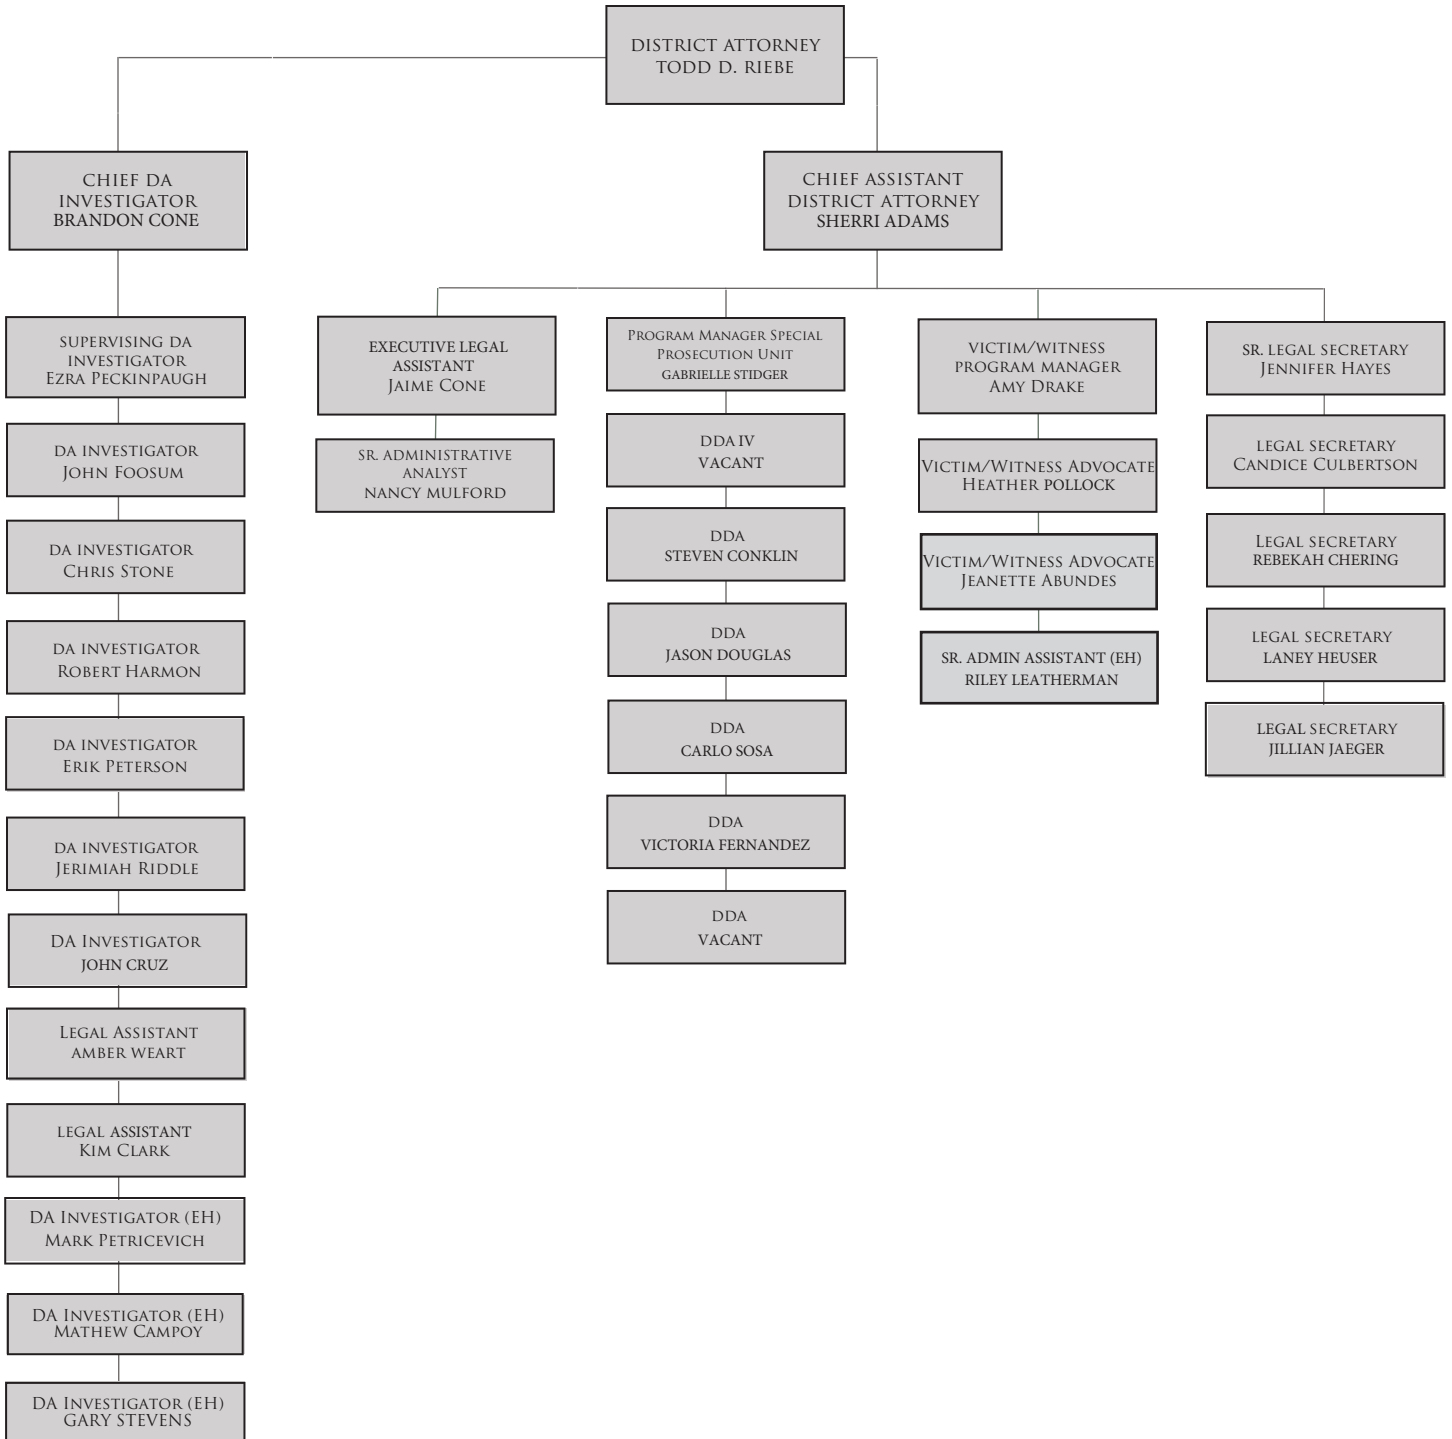 DISTRICT ATTORNEY
TODD D. RIEBE
CHIEF DA
INVESTIGATOR
BRANDON CONE
CHIEF ASSISTANT
DISTRICT ATTORNEY
SHERRI ADAMS
SUPERVISING DA
INVESTIGATOR
EZRA PECKINPAUGH
DA INVESTIGATOR
JOHN FOOSUM
DA INVESTIGATOR
CHRIS STONE
DA INVESTIGATOR
ROBERT HARMON
DA INVESTIGATOR
ERIK PETERSON
DA INVESTIGATOR
JERIMIAH RIDDLE
DA INVESTIGATOR
JOHN CRUZ
LEGAL ASSISTANT
AMBER WEART
LEGAL ASSISTANT
KIM CLARK
DA INVESTIGATOR (EH)
MARK PETRICEVICH
DA INVESTIGATOR (EH)
MATHEW CAMPOY
DA INVESTIGATOR (EH)
GARY STEVENS
EXECUTIVE LEGAL
ASSISTANT
JAIME CONE
SR. ADMINISTRATIVE
ANALYST
NANCY MULFORD
PROGRAM MANAGER SPECIAL
PROSECUTION UNIT
GABRIELLE STIDGER
DDA IV
VACANT
DDA
STEVEN CONKLIN
DDA
JASON DOUGLAS
DDA
CARLO SOSA
DDA
VICTORIA FERNANDEZ
DDA
VACANT
VICTIM/WITNESS
PROGRAM MANAGER
AMY DRAKE
VICTIM/WITNESS ADVOCATE
HEATHER POLLOCK
VICTIM/WITNESS ADVOCATE
JEANETTE ABUNDES
SR. ADMIN ASSISTANT (EH)
RILEY LEATHERMAN
SR. LEGAL SECRETARY
JENNIFER HAYES
LEGAL SECRETARY
CANDICE CULBERTSON
LEGAL SECRETARY
REBEKAH CHERING
LEGAL SECRETARY
LANEY HEUSER
LEGAL SECRETARY
JILLIAN JAEGER